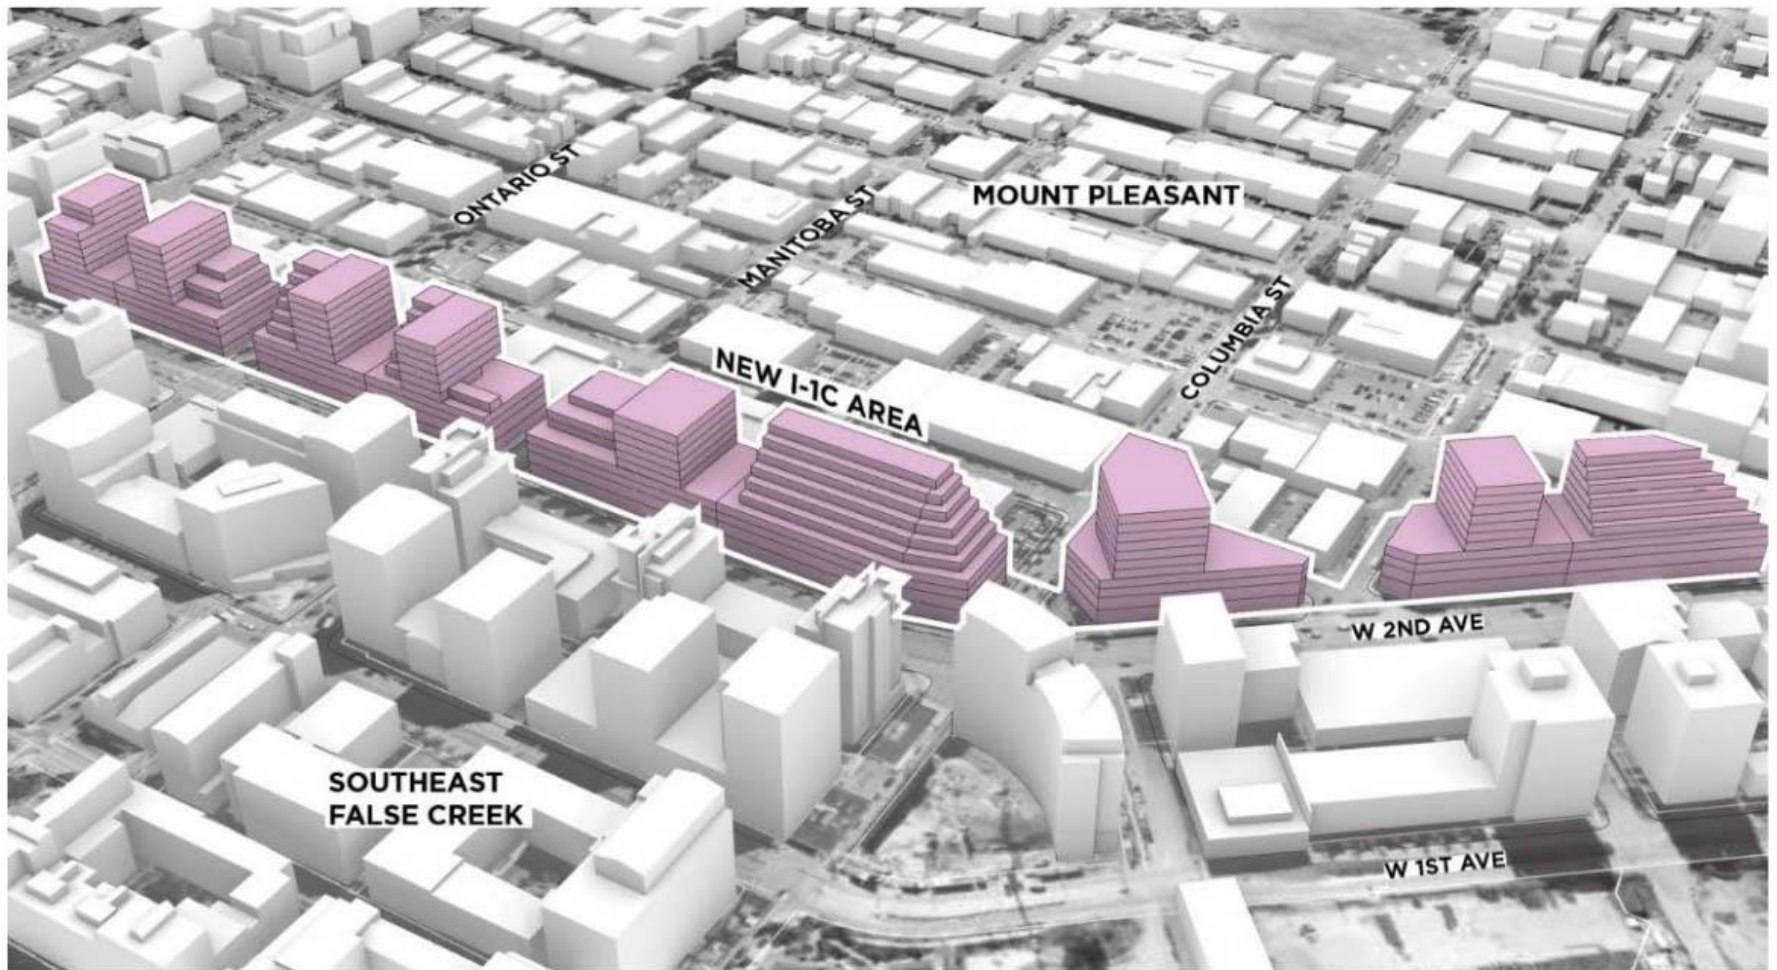 ONTARIO ST
MANITOBA ST
MOUNT PLEASANT
COLUMBIA ST
NEW I-1C AREA
W 2ND AVE
SOUTHEAST
FALSE CREEK
W 1ST AVE